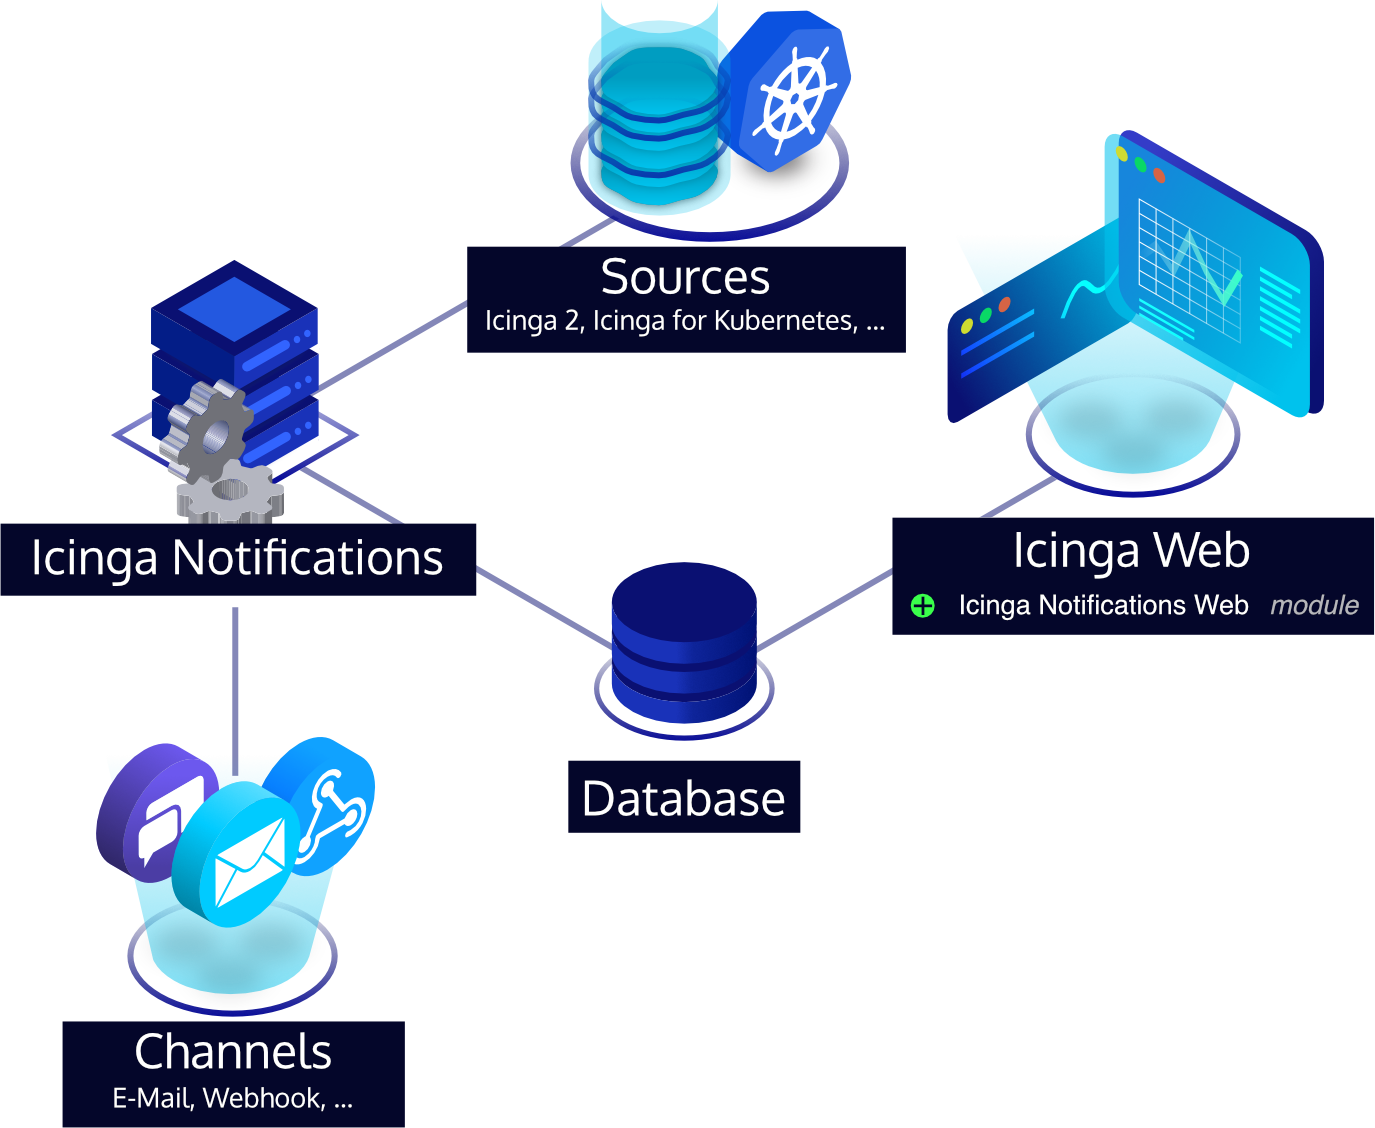 Sources
Icinga 2, Icinga for Kubernetes, ...
Icinga Notifications
Icinga Web
Icinga Notifications Web module
Database
Channels
E-Mail, Webhook, ...